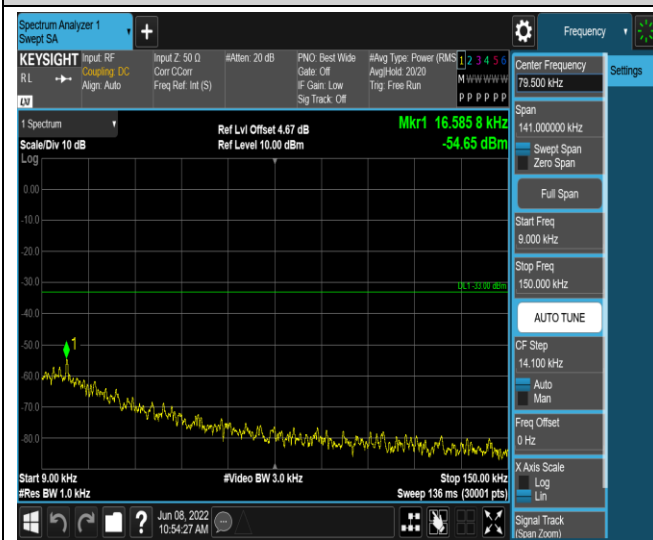 Spectrum Analyzer 1
Swept SA
Frequency
KEYSIGHT
RL
LXI
Input: RF
Coupling: DC
Align: Auto
Input Z: 50 Ω
Corr CCorr
Freq Ref: Int (S)
#Atten: 20 dB
PNO: Best Wide
Gate: Off
IF Gain: Low
Sig Track: Off
#Avg Type: Power (RMS
Avg|Hold: 20/20
Trig: Free Run
1 2 3 4 5 6
M W W W W W
P P P P P P
Center Frequency
79.500 kHz
Settings
1 Spectrum
Scale/Div 10 dB
Ref Lvl Offset 4.67 dB
Ref Level 10.00 dBm
Mkr1 16.585 8 kHz
-54.65 dBm
Log
0.00
-10.0
-20.0
-30.0
-40.0
-50.0
-60.0
-70.0
-80.0
DL1 -33.00 dBm
1
Span
141.000000 kHz
Swept Span
Zero Span
Full Span
Start Freq
9.000 kHz
Stop Freq
150.000 kHz
AUTO TUNE
CF Step
14.100 kHz
Auto
Man
Freq Offset
0 Hz
X Axis Scale
Log
Lin
Signal Track
(Span Zoom)
Start 9.00 kHz
#Res BW 1.0 kHz
#Video BW 3.0 kHz
Stop 150.00 kHz
Sweep 136 ms (30001 pts)
?
Jun 08, 2022
10:54:27 AM